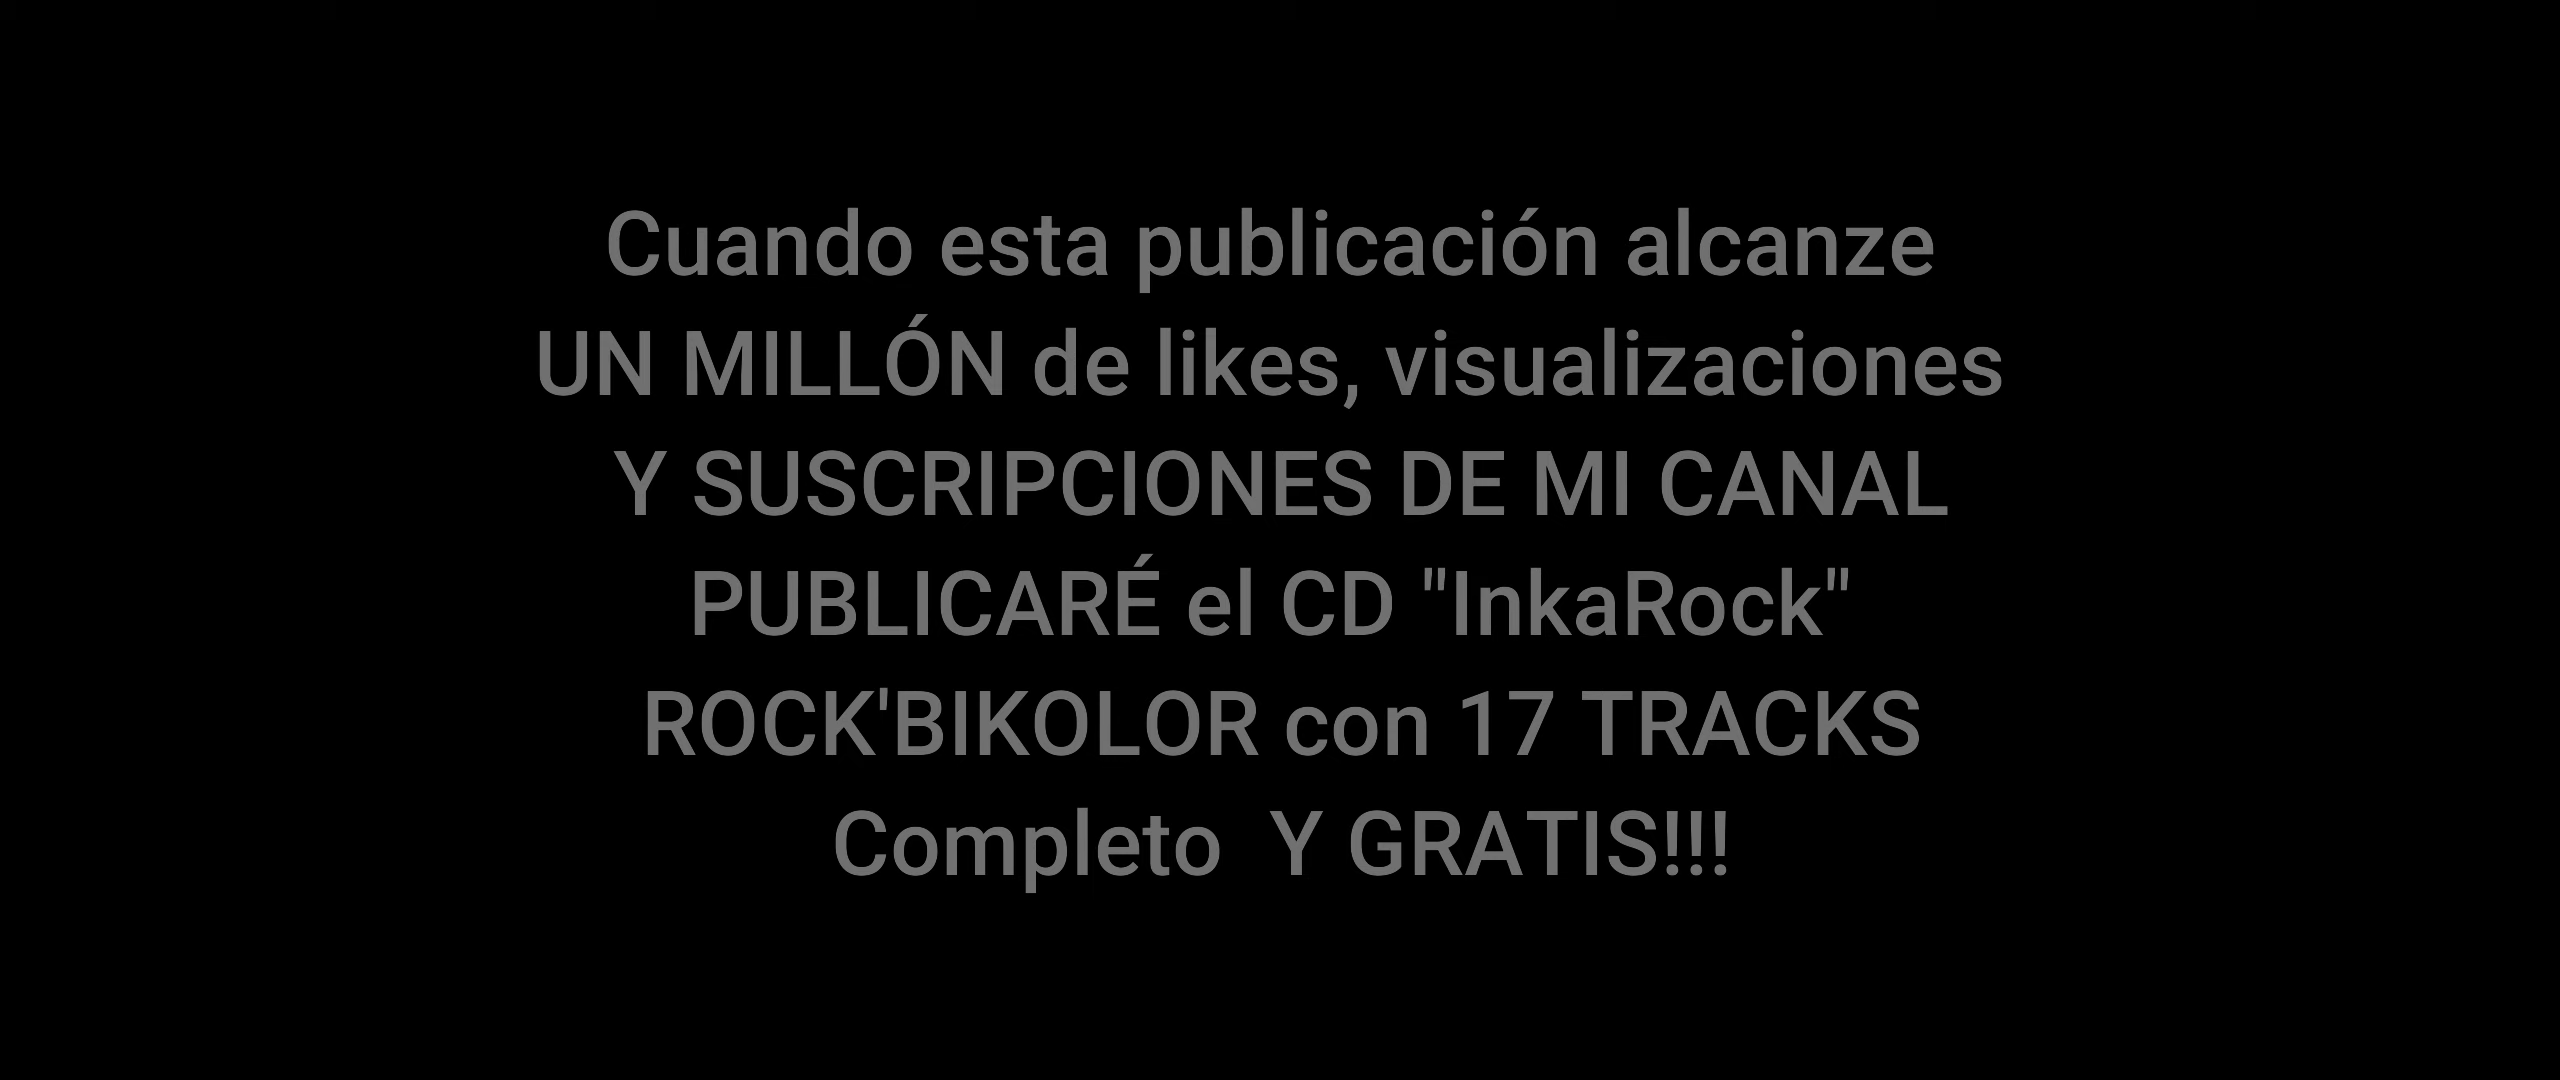 Cuando esta publicación alcanze
UN MILLÓN de likes, visualizaciones
Y SUSCRIPCIONES DE MI CANAL
PUBLICARÉ el CD "InkaRock"
ROCK'BIKOLOR con 17 TRACKS
Completo  Y GRATIS!!!